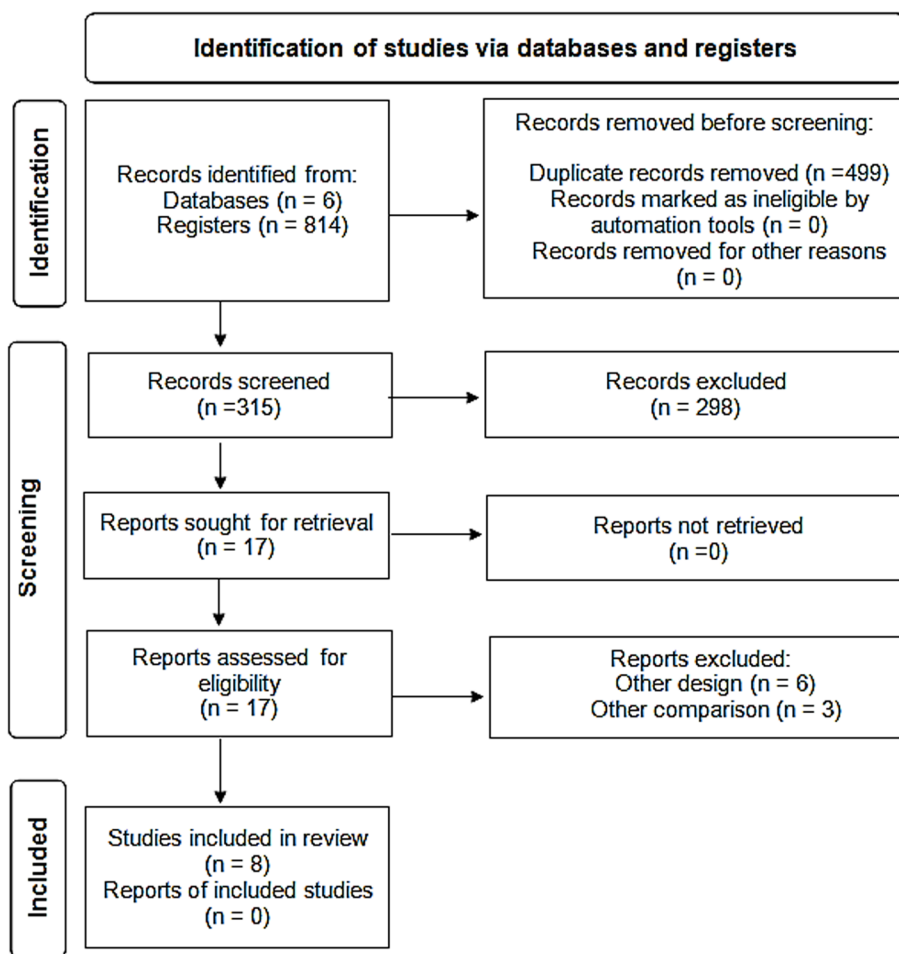 Identification of studies via databases and registers
Identification
Records identified from:
Databases (n = 6)
Registers (n = 814)
Records removed before screening:
Duplicate records removed (n =499)
Records marked as ineligible by
automation tools (n = 0)
Records removed for other reasons
(n = 0)
Screening
Records screened
(n =315)
Records excluded
(n = 298)
Reports sought for retrieval
(n = 17)
Reports not retrieved
(n =0)
Reports assessed for
eligibility
(n = 17)
Reports excluded:
Other design (n = 6)
Other comparison (n = 3)
Included
Studies included in review
(n = 8)
Reports of included studies
(n = 0)